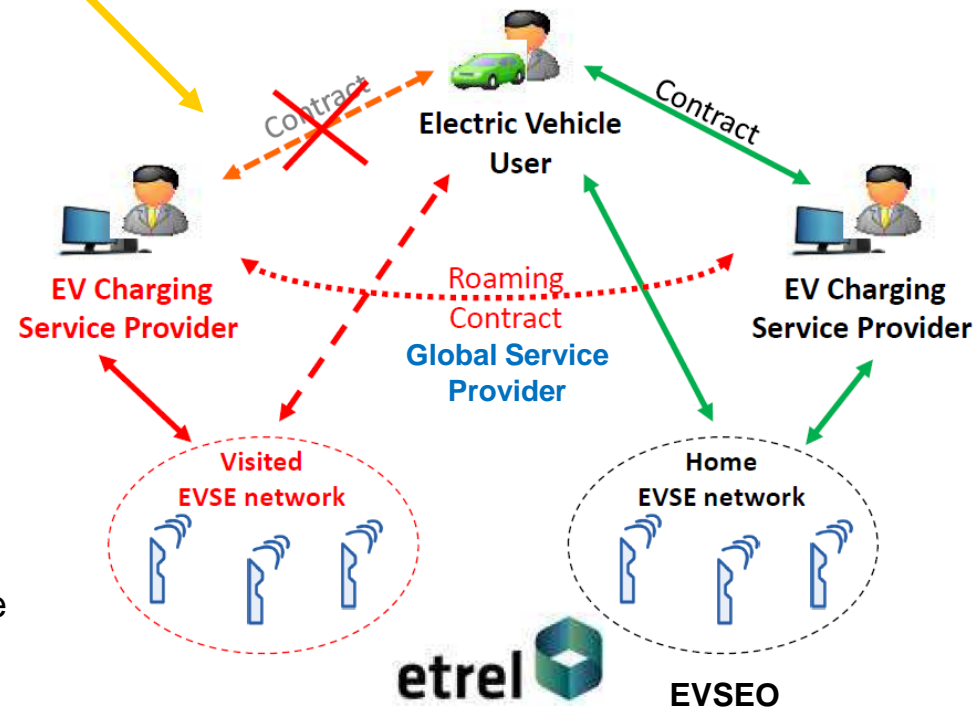 Contract
Electric Vehicle
User
Contract
EV Charging
Service Provider
Roaming
Contract
Global Service
Provider
EV Charging
Service Provider
Visited
EVSE network
Home
EVSE network
e
etrel
EVSEO